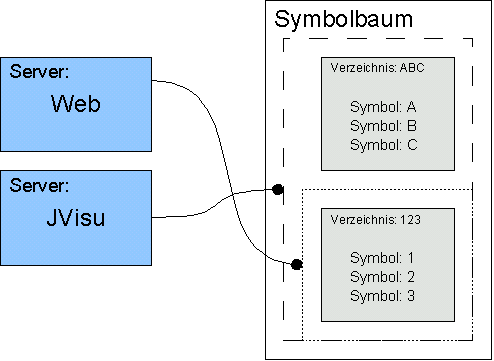 Symbolbaum
Server:
Web
Server:
JVisu
Verzeichnis: ABC
Symbol: A
Symbol: B
Symbol: C
Verzeichnis: 123
Symbol: 1
Symbol: 2
Symbol: 3